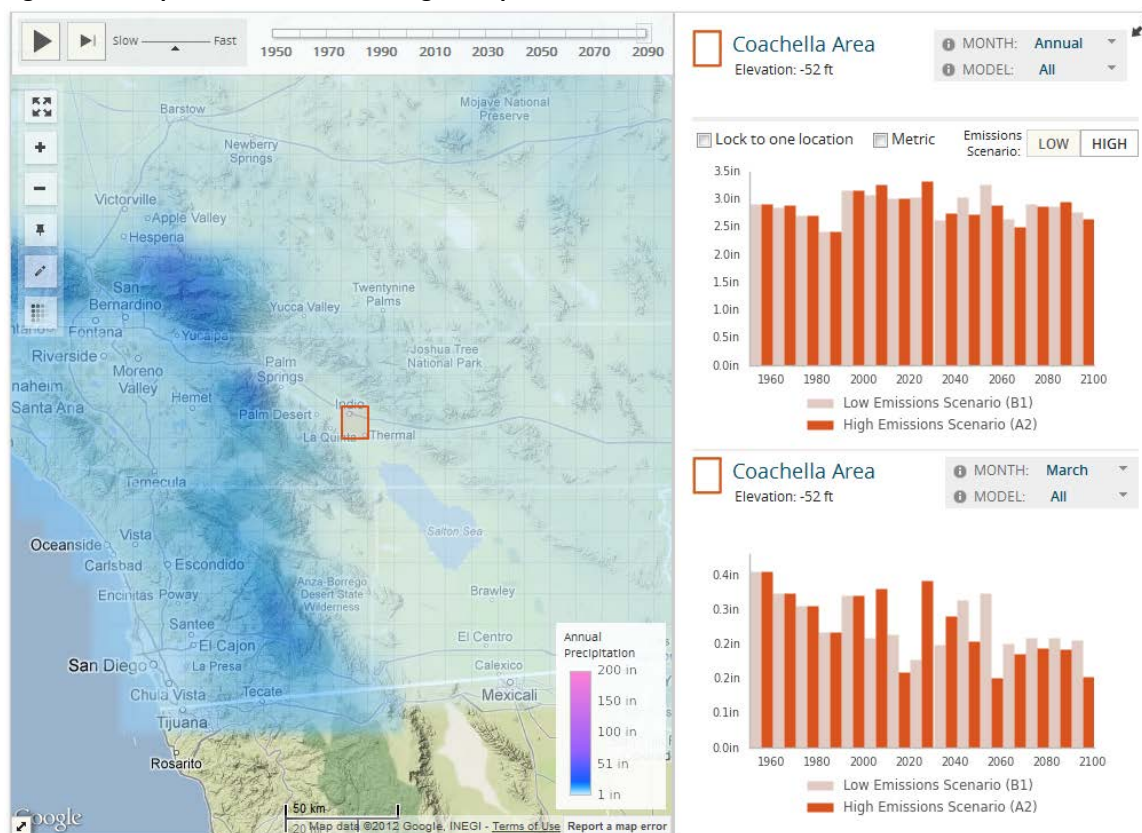 Slow
Fast
1950 1970 1990 2010 2030 2050 2070 2090
Barstow
Mojave National
Preserve
Newberry
Springs
Victorville
Apple Valley
Hesperia
San
Bernardino
Fontana
Yucaipa
Yucca Valley
Twentynine
Palms
Riverside
Moreno
Valley
Joshua Tree
National Park
Palm
Springs
naheim
Santa Ana
Hemet
Palm Desert
Indio
La Quinta
Thermal
Temecula
Salton Sea
Oceanside
Vista
Carlsbad
Escondido
Encinitas
Poway
Anza-Borrego
Desert State
Wilderness
Brawley
Santee
El Cajon
El Centro
San Diego
La Presa
Calexico
Chula Vista
Tecate
Mexicali
Tijuana
Rosarito
Annual
Precipitation
200 in
150 in
100 in
51 in
1 in
50 km
Google
Map data ©2012 Google, INEGI - Terms of Use Report a map error
Coachella Area
Elevation: -52 ft
MONTH: Annual
MODEL: All
Lock to one location
Metric
Emissions
Scenario:
LOW HIGH
3.5in
3.0in
2.5in
2.0in
1.5in
1.0in
0.5in
0.0in
1960 1980 2000 2020 2040 2060 2080 2100
Low Emissions Scenario (B1)
High Emissions Scenario (A2)
Coachella Area
Elevation: -52 ft
MONTH: March
MODEL: All
0.4in
0.3in
0.2in
0.2in
0.1in
0.0in
1960 1980 2000 2020 2040 2060 2080 2100
Low Emissions Scenario (B1)
High Emissions Scenario (A2)